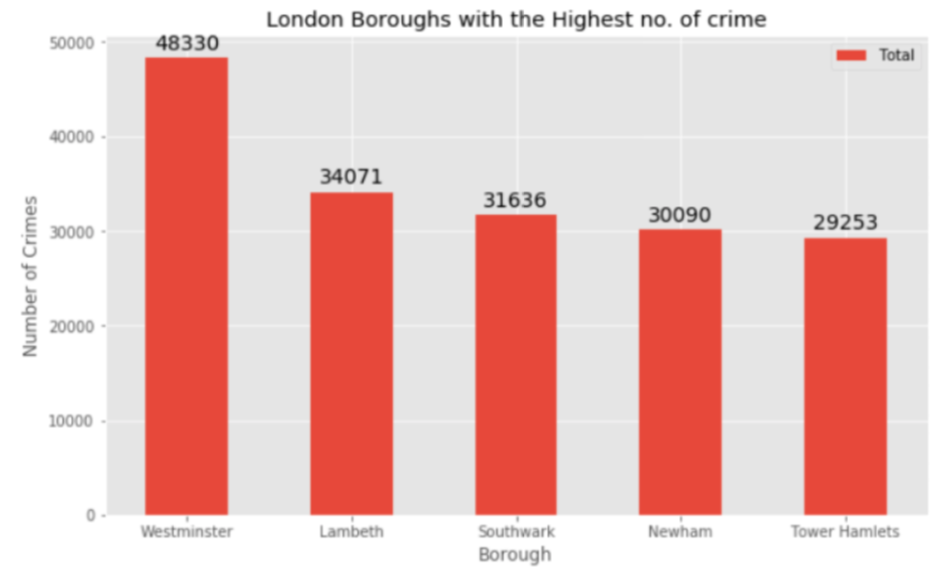 London Boroughs with the Highest no. of crime
Total
Number of Crimes
50000
40000
30000
20000
10000
0
48330
34071
31636
30090
29253
Westminster
Lambeth
Southwark
Newham
Tower Hamlets
Borough